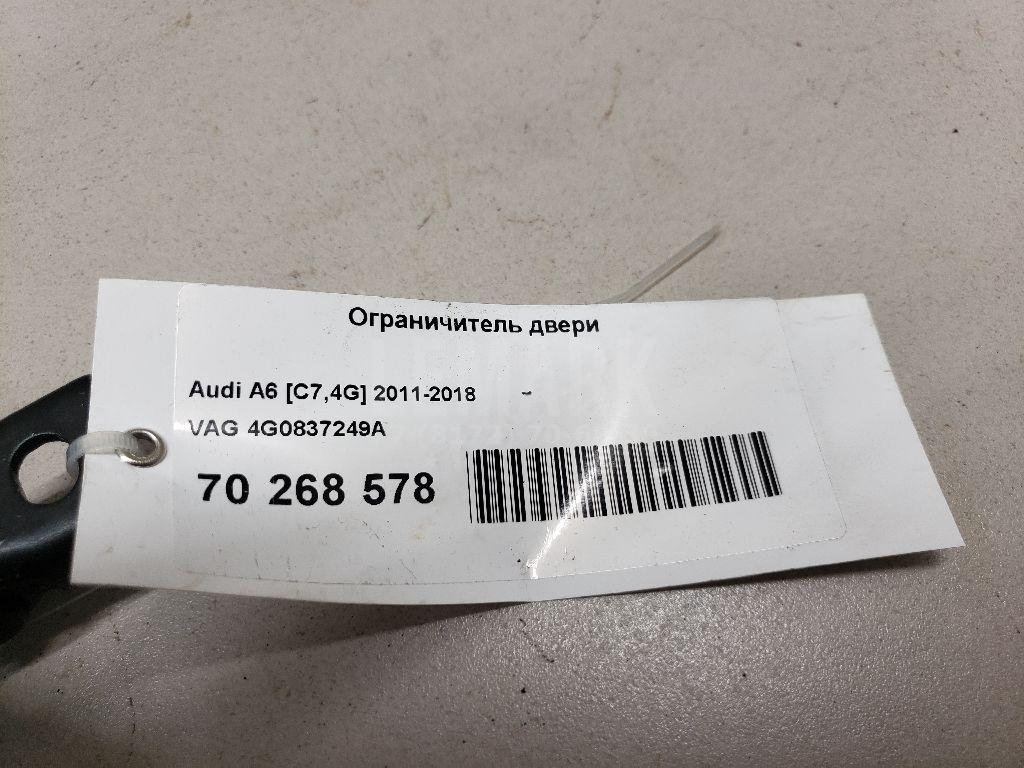 Ограничитель двери
Audi A6 [C7,4G] 2011-2018 -
VAG 4G0837249A
70 268 578